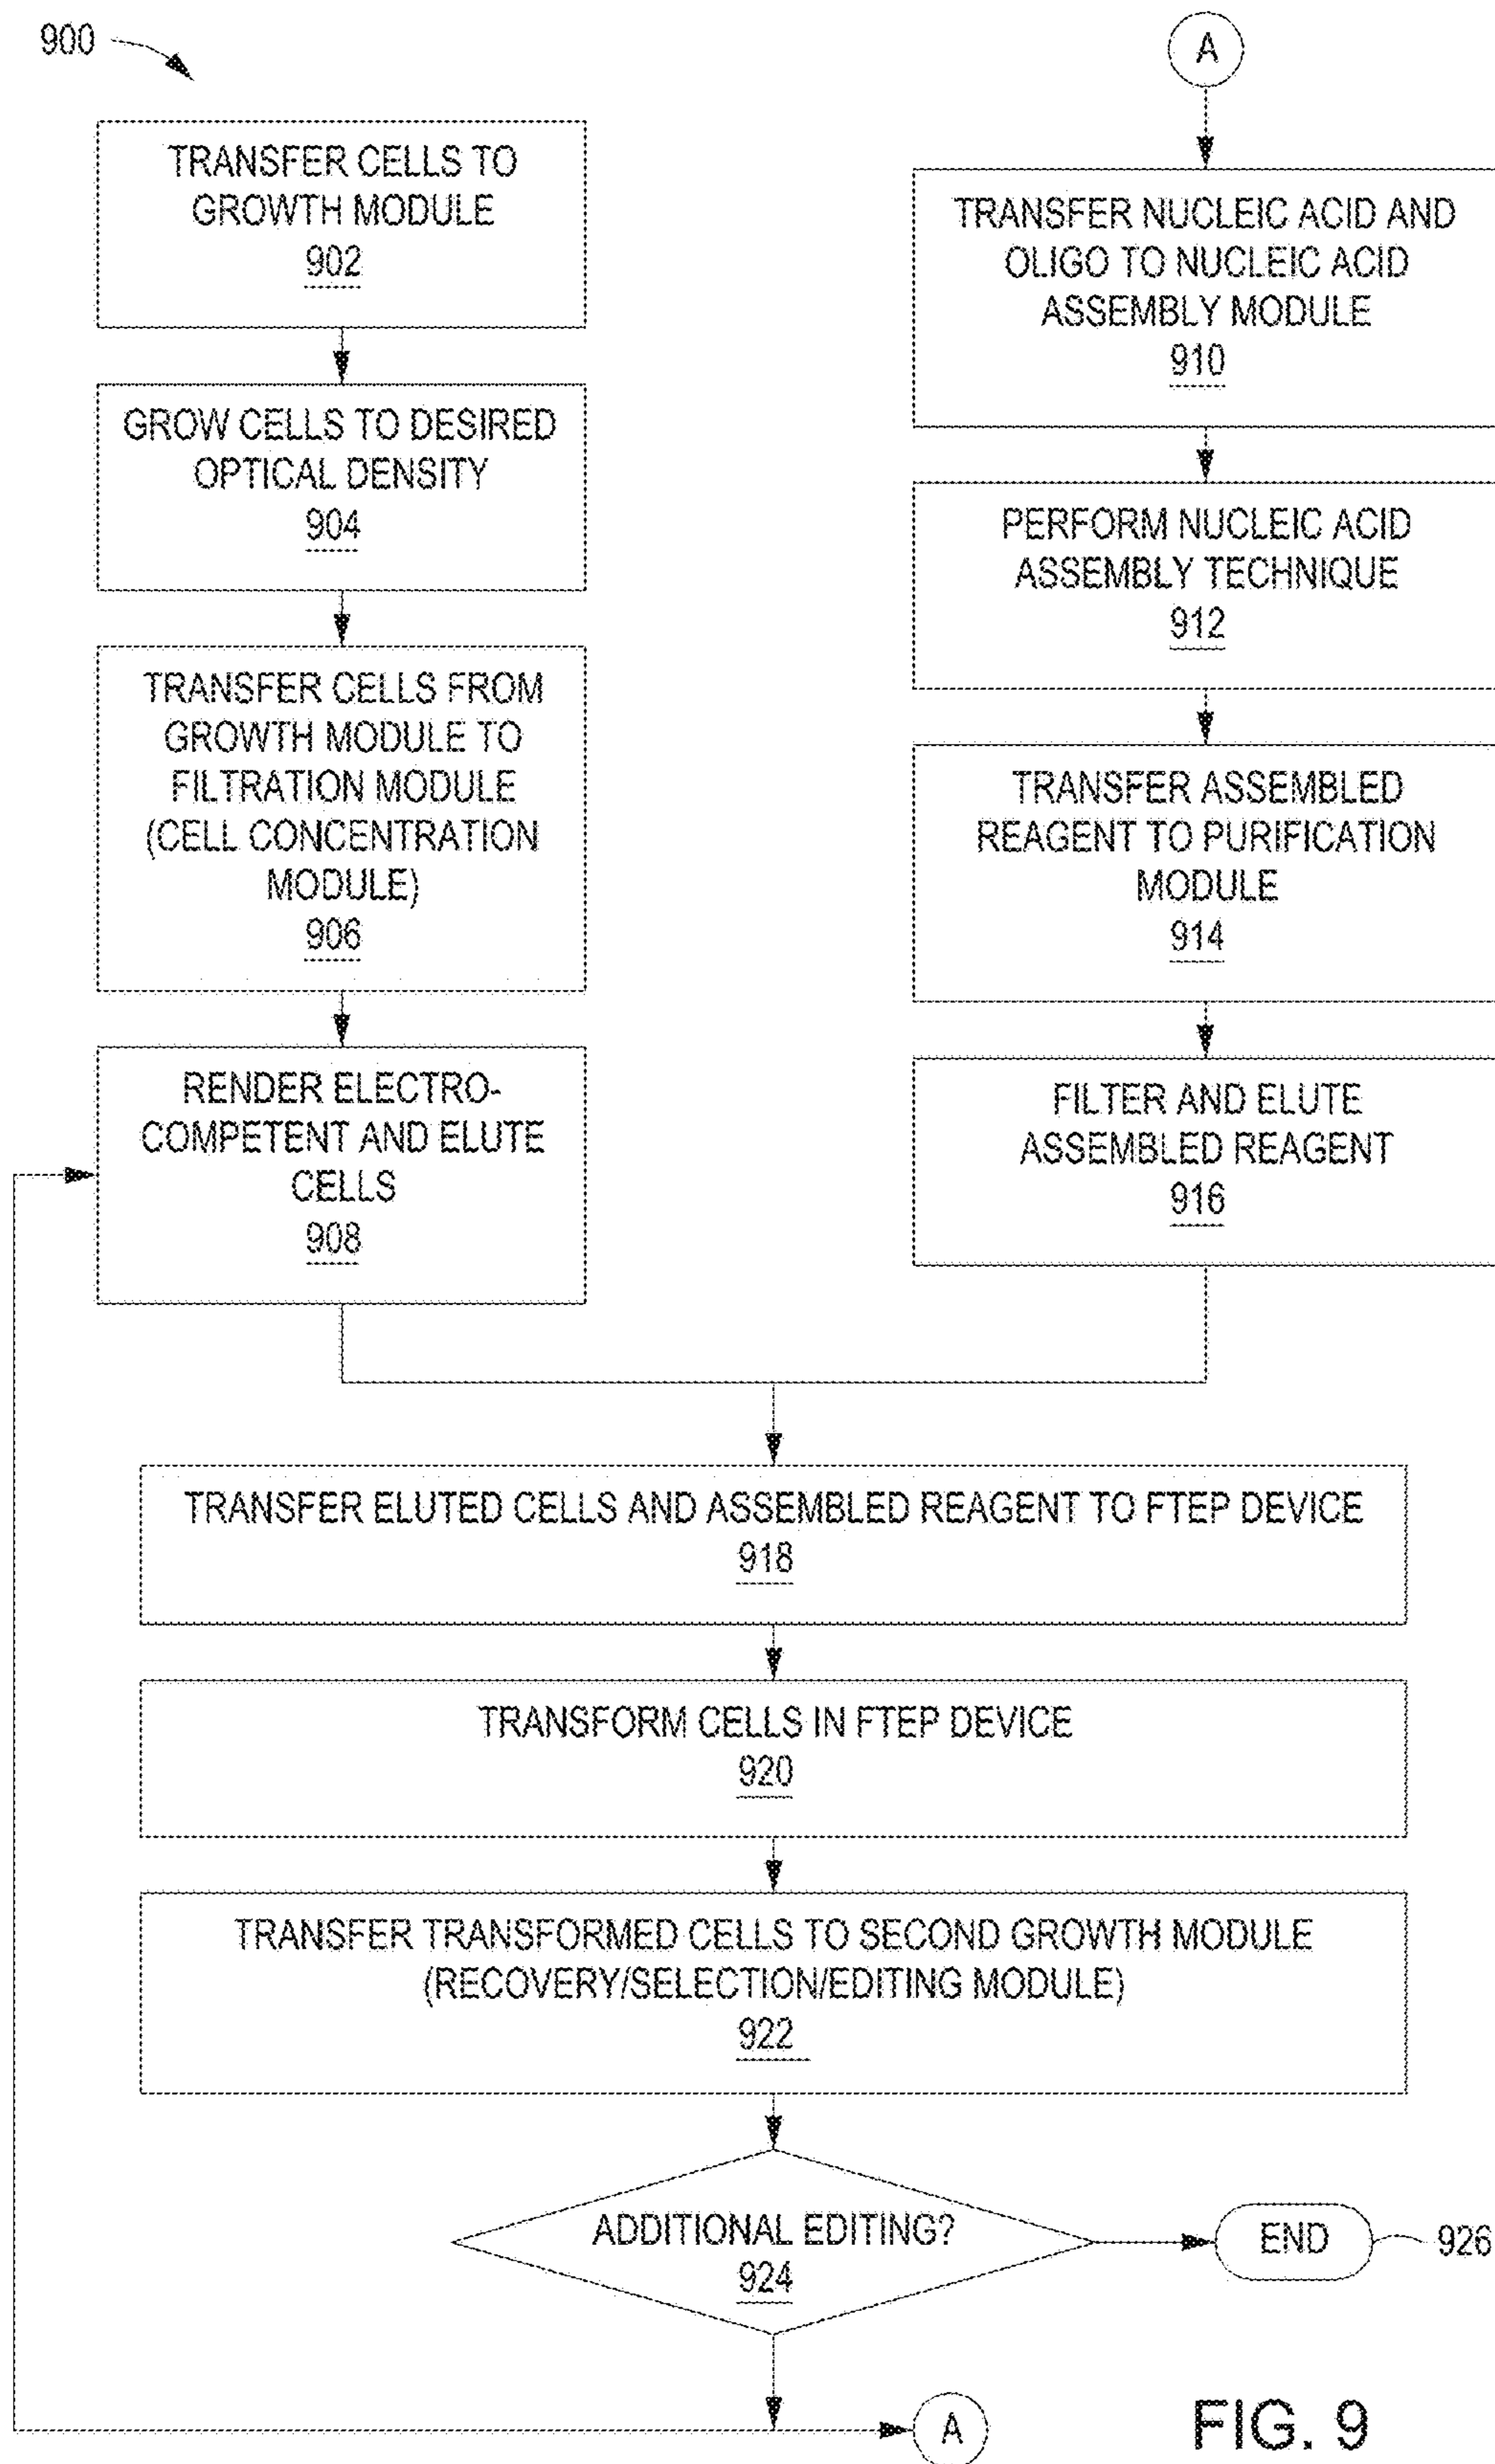 900
TRANSFER CELLS TO
GROWTH MODULE
902
GROW CELLS TO DESIRED
OPTICAL DENSITY
904
TRANSFER CELLS FROM
GROWTH MODULE TO
FILTRATION MODULE
(CELL CONCENTRATION
MODULE)
906
RENDER ELECTRO-
COMPETENT AND ELUTE
CELLS
908
A
TRANSFER NUCLEIC ACID AND
OLIGO TO NUCLEIC ACID
ASSEMBLY MODULE
910
PERFORM NUCLEIC ACID
ASSEMBLY TECHNIQUE
912
TRANSFER ASSEMBLED
REAGENT TO PURIFICATION
MODULE
914
FILTER AND ELUTE
ASSEMBLED REAGENT
916
TRANSFER ELUTED CELLS AND ASSEMBLED REAGENT TO FTEP DEVICE
918
TRANSFORM CELLS IN FTEP DEVICE
920
TRANSFER TRANSFORMED CELLS TO SECOND GROWTH MODULE
(RECOVERY/SELECTION/EDITING MODULE)
922
ADDITIONAL EDITING?
924
END
926
A
FIG. 9